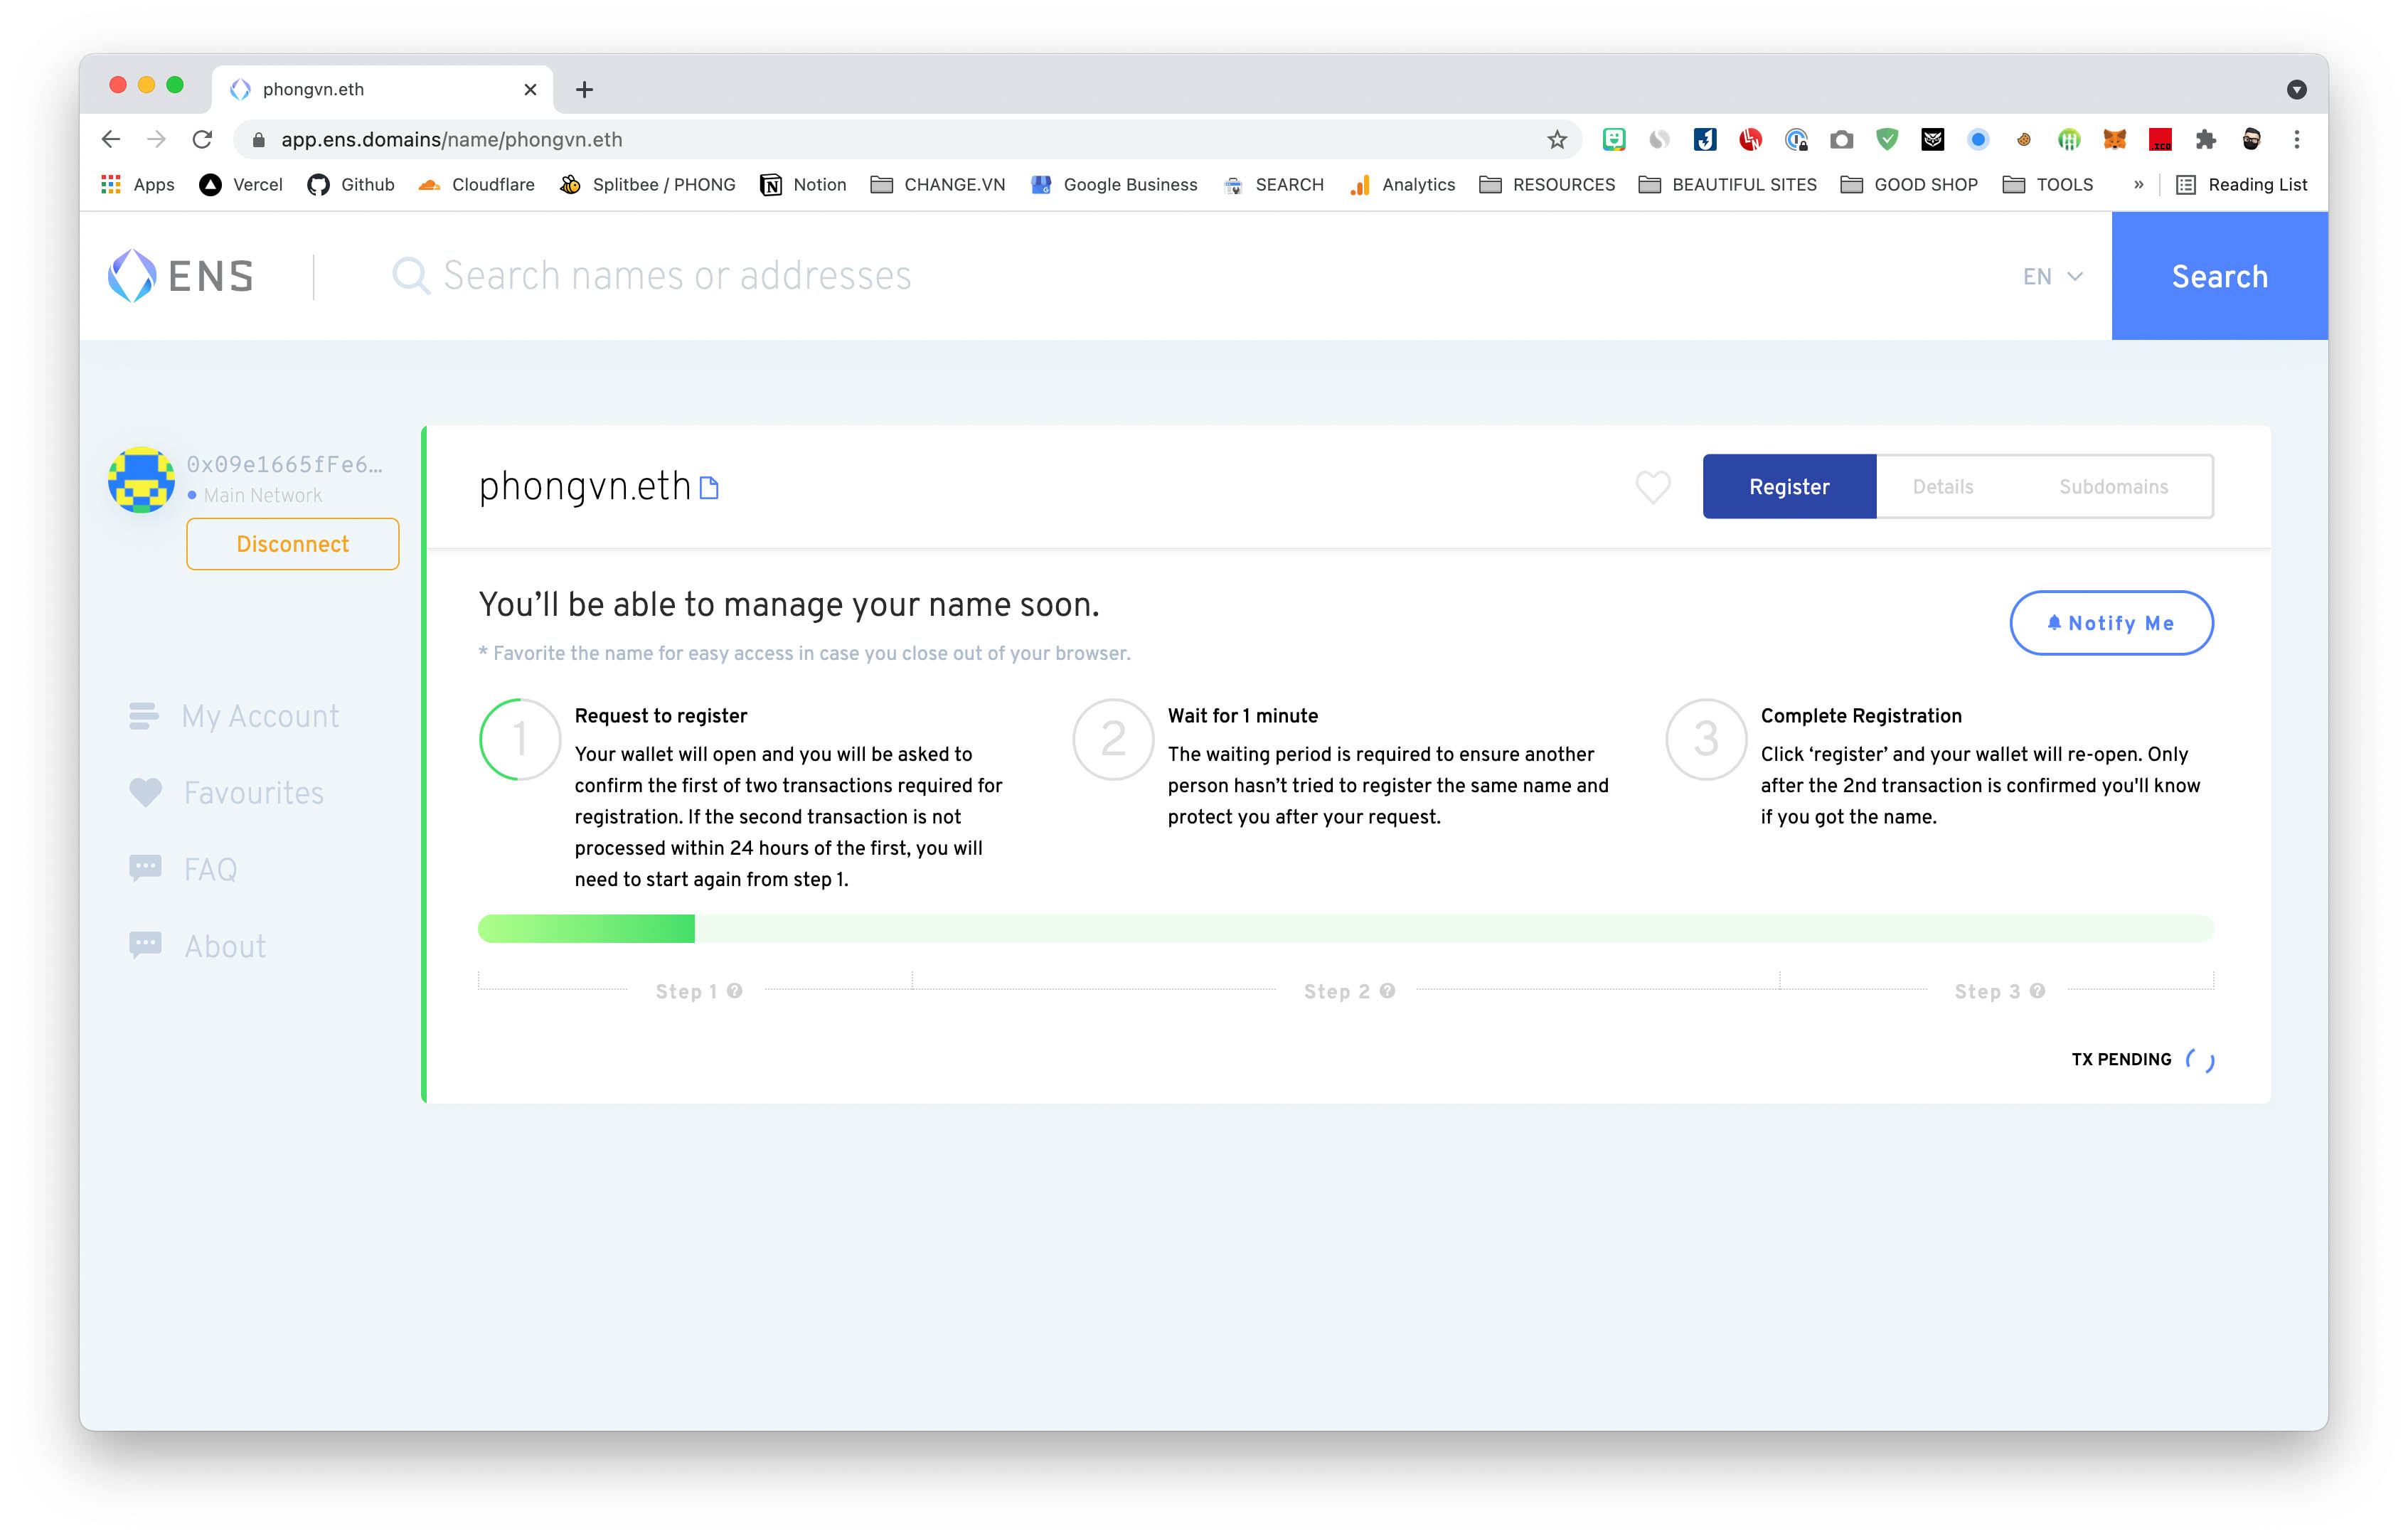 phongvn.eth
app.ens.domains/name/phongvn.eth
Apps Vercel Github Cloudflare Splitbee / PHONG Notion CHANGE.VN Google Business SEARCH Analytics RESOURCES BEAUTIFUL SITES GOOD SHOP TOOLS » Reading List
ENS Search names or addresses EN Search
0x09e1665fFe6...
Main Network
Disconnect
My Account
Favourites
FAQ
About
phongvn.eth Register Details Subdomains
You’ll be able to manage your name soon.
* Favorite the name for easy access in case you close out of your browser.
Notify Me
1
Request to register
Your wallet will open and you will be asked to
confirm the first of two transactions required for
registration. If the second transaction is not
processed within 24 hours of the first, you will
need to start again from step 1.
2
Wait for 1 minute
The waiting period is required to ensure another
person hasn’t tried to register the same name and
protect you after your request.
3
Complete Registration
Click ‘register’ and your wallet will re-open. Only
after the 2nd transaction is confirmed you'll know
if you got the name.
Step 1 ? Step 2 ? Step 3 ?
TX PENDING